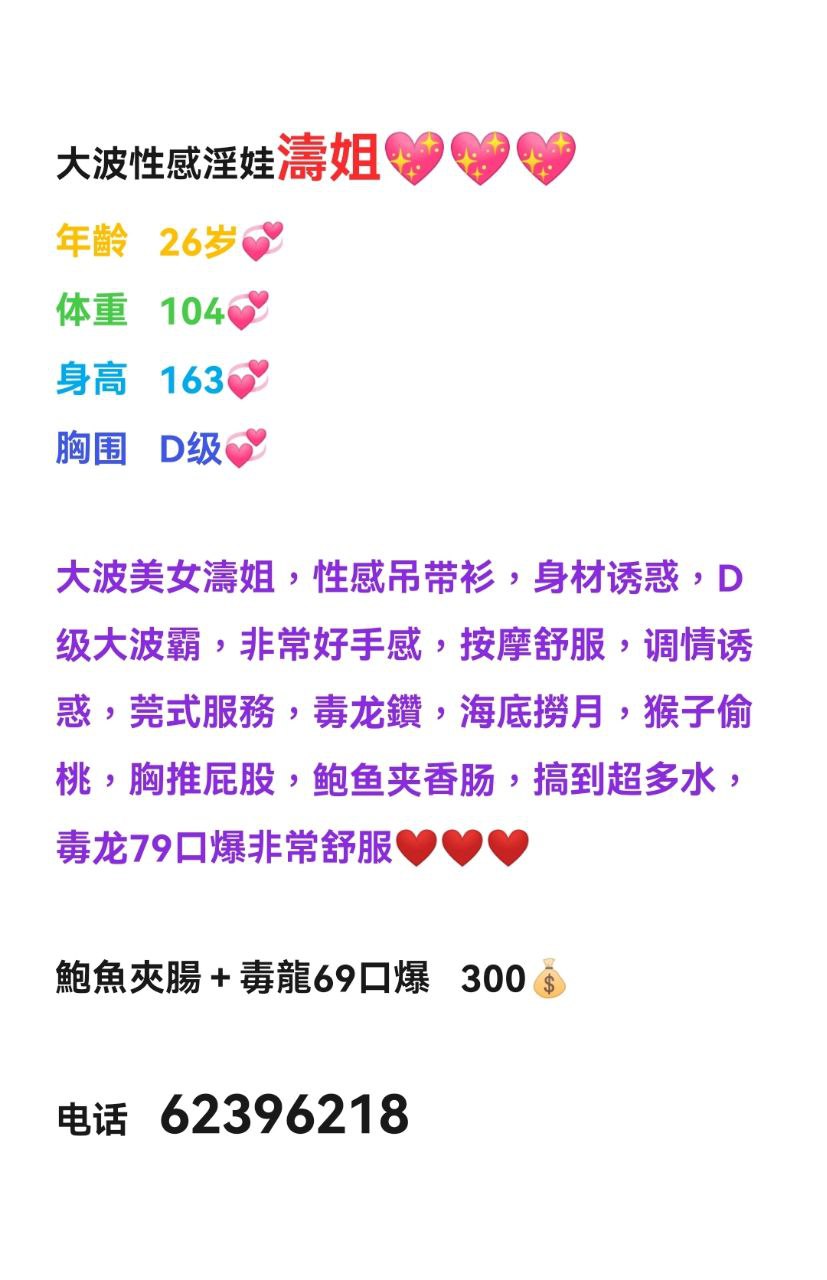 大波性感淫娃濤姐💖💖💖
年齡 26岁💞
体重 104💞
身高 163💞
胸围 D级💞
大波美女濤姐，性感吊带衫，身材诱惑，D
级大波霸，非常好手感，按摩舒服，调情诱
惑，莞式服務，毒龙鑽，海底撈月，猴子偷
桃，胸推屁股，鲍鱼夹香肠，搞到超多水，
毒龙79口爆非常舒服❤️❤️❤️
鮑魚夾腸 + 毒龍69口爆 300💰
电话 62396218